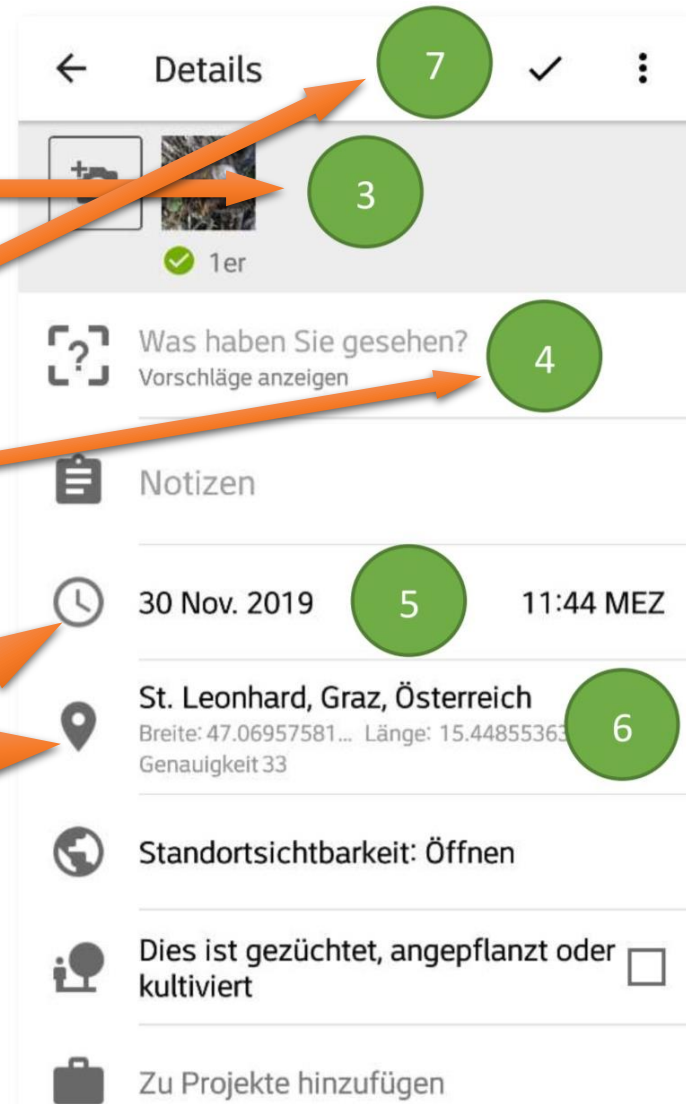 Details
7
3
1er
Was haben Sie gesehen?
4
Vorschläge anzeigen
Notizen
30 Nov. 2019
5
11:44 MEZ
St. Leonhard, Graz, Österreich
Breite: 47.06957581... Länge: 15.44855363
6
Genauigkeit 33
Standortsichtbarkeit: Öffnen
Dies ist gezüchtet, angepflanzt oder
kultiviert
Zu Projekte hinzufügen